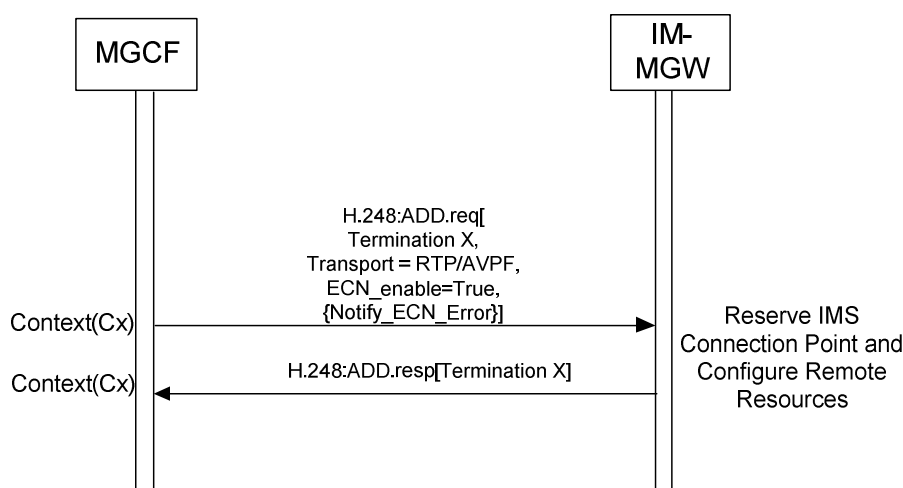 MGCF
IM-
MGW
H.248:ADD.req[
Termination X,
Transport = RTP/AVPF,
ECN_enable=True,
{Notify_ECN_Error}]
Context(Cx)
Reserve IMS
Connection Point and
Configure Remote
Resources
H.248:ADD.resp[Termination X]
Context(Cx)